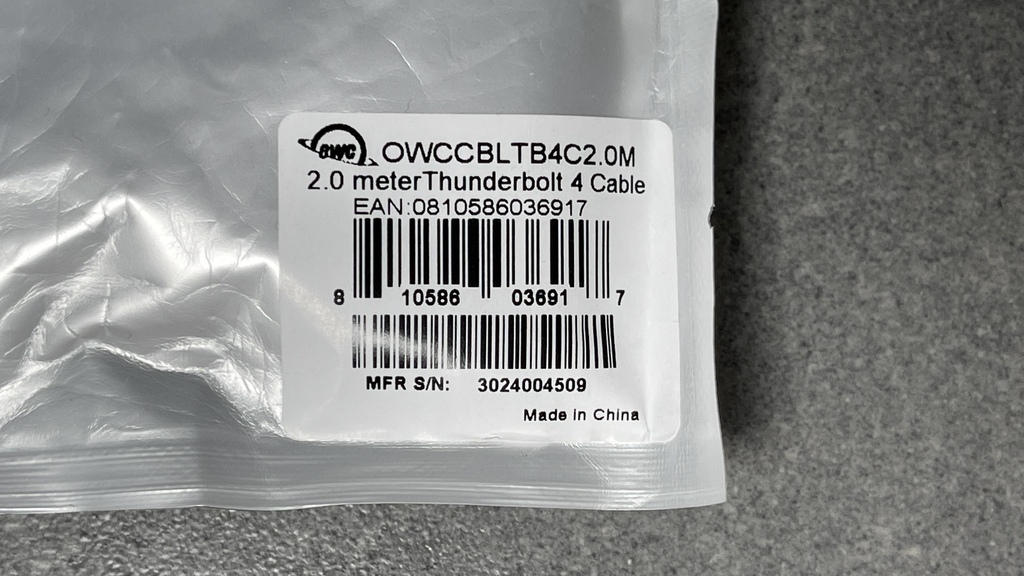 OWC OWCCBLTB4C2.0M
2.0 meterThunderbolt 4 Cable
EAN:0810586036917
8 10586 03691 7
MFR S/N: 3024004509
Made in China